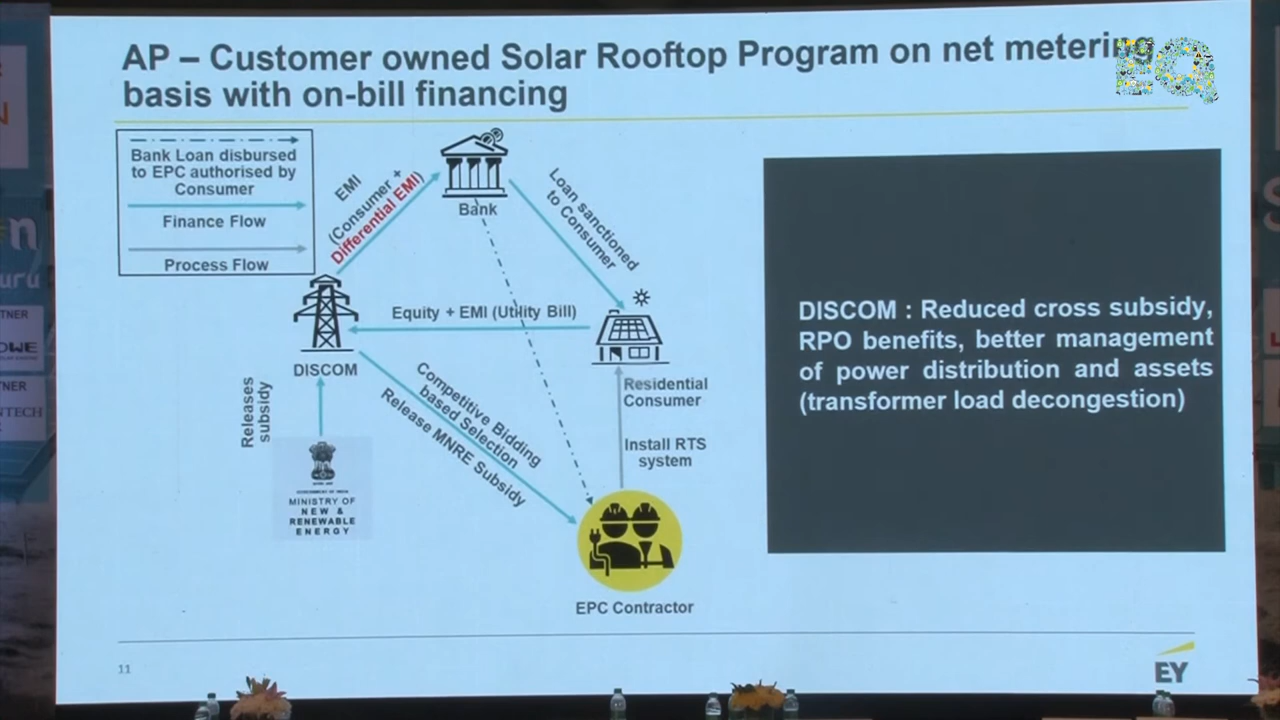 AP – Customer owned Solar Rooftop Program on net metering
basis with on-bill financing
EQ
Bank Loan disbursed
to EPC authorised by
Consumer
Finance Flow
Process Flow
EMI
(Consumer +
Differential EMI)
Bank
Loan sanctioned
to Consumer
Equity + EMI (Utility Bill)
DISCOM
Residential
Consumer
Releases
subsidy
Competitive Bidding
based Selection
Release MNRE Subsidy
Install RTS
system
MINISTRY OF
NEW &
RENEWABLE
ENERGY
EPC Contractor
DISCOM : Reduced cross subsidy,
RPO benefits, better management
of power distribution and assets
(transformer load decongestion)
11
EY